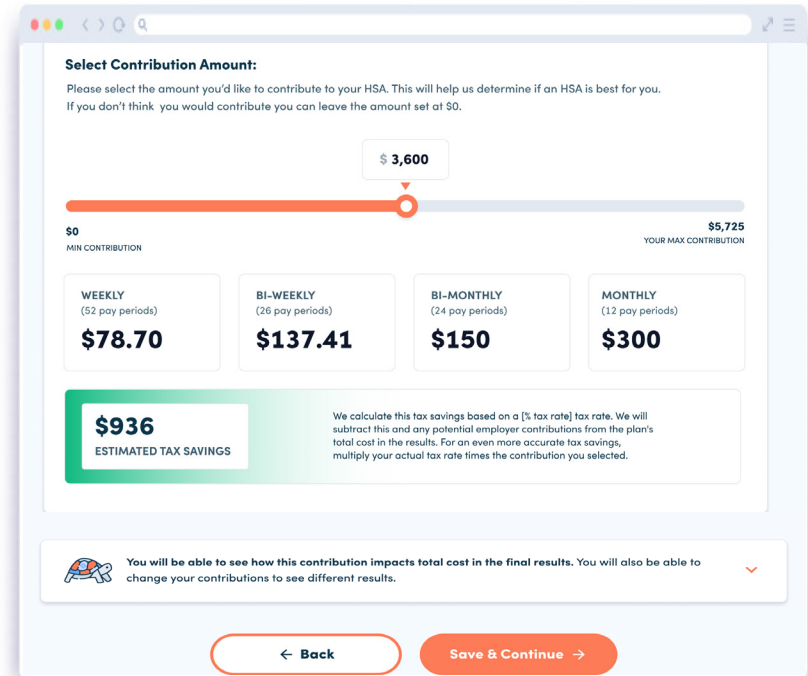 Select Contribution Amount:
Please select the amount you'd like to contribute to your HSA. This will help us determine if an HSA is best for you.
If you don't think you would contribute you can leave the amount set at $0.
$ 3,600
$0
MIN CONTRIBUTION
$5,725
YOUR MAX CONTRIBUTION
WEEKLY
(52 pay periods)
$78.70
BI-WEEKLY
(26 pay periods)
$137.41
BI-MONTHLY
(24 pay periods)
$150
MONTHLY
(12 pay periods)
$300
$936
ESTIMATED TAX SAVINGS
We calculate this tax savings based on a [% tax rate] tax rate. We will
subtract this and any potential employer contributions from the plan's
total cost in the results. For an even more accurate tax savings,
multiply your actual tax rate times the contribution you selected.
You will be able to see how this contribution impacts total cost in the final results. You will also be able to
change your contributions to see different results.
← Back
Save & Continue →